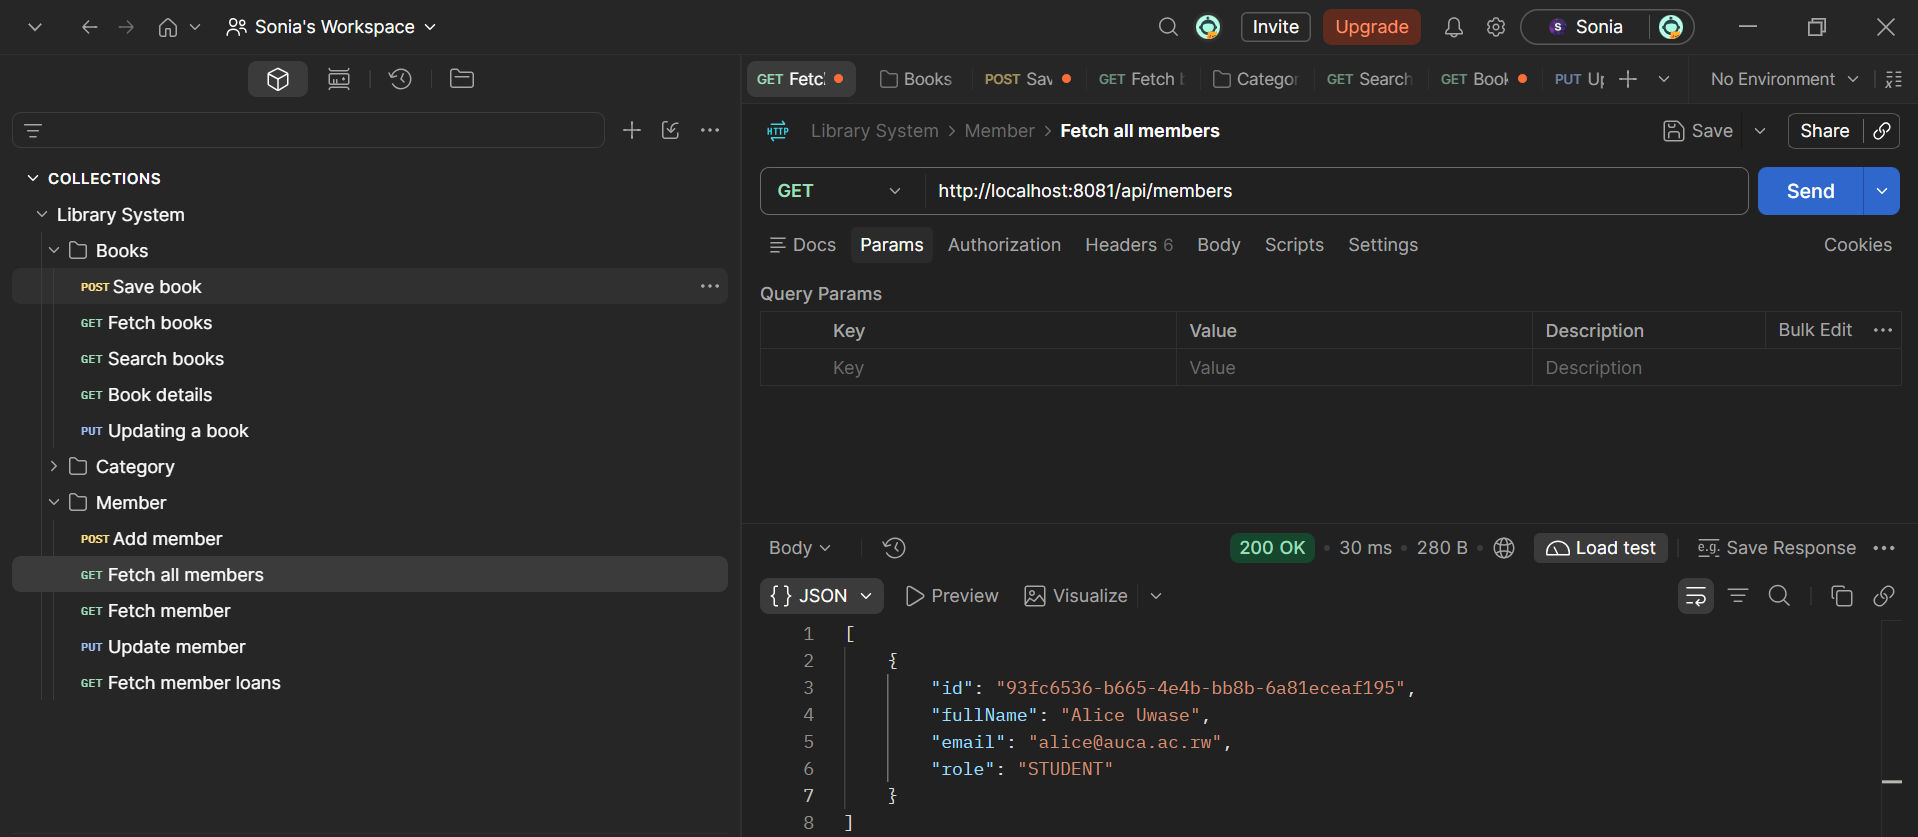 Sonia's Workspace
Invite
Upgrade
S
Sonia
GET Fetc
Books
POST Sav
GET Fetch b
Categor
GET Search
GET Book
PUT Up
No Environment
COLLECTIONS
Library System
Books
POST Save book
GET Fetch books
GET Search books
GET Book details
PUT Updating a book
Category
Member
POST Add member
GET Fetch all members
GET Fetch member
PUT Update member
GET Fetch member loans
HTTP
Library System > Member > Fetch all members
Save
Share
GET
http://localhost:8081/api/members
Send
Docs
Params
Authorization
Headers 6
Body
Scripts
Settings
Cookies
Query Params
Key
Value
Description
Bulk Edit
Key
Value
Description
Body
200 OK
30 ms
280 B
Load test
e.g. Save Response
{} JSON
Preview
Visualize
1 [
2 {
3 "id": "93fc6536-b665-4e4b-bb8b-6a81eceaf195",
4 "fullName": "Alice Uwase",
5 "email": "alice@auca.ac.rw",
6 "role": "STUDENT"
7 }
8 ]